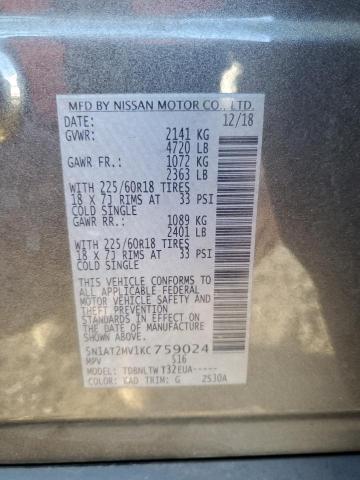 MFD BY NISSAN MOTOR CO., LTD.
DATE: 12/18
GVWR: 2141 KG
4720 LB
GAWR FR.: 1072 KG
2363 LB
WITH 225/60R18 TIRES
18 X 7J RIMS AT 33 PSI
COLD SINGLE
GAWR RR.: 1089 KG
2401 LB
WITH 225/60R18 TIRES
18 X 7J RIMS AT 33 PSI
COLD SINGLE
THIS VEHICLE CONFORMS TO
ALL APPLICABLE FEDERAL
MOTOR VEHICLE SAFETY
AND THEFT PREVENTION
STANDARDS IN EFFECT ON
THE DATE OF MANUFACTURE
SHOWN ABOVE.
5N1AT2MV1KC759024
MPV S16
MODEL: TDBNLTWT32EUA-----
COLOR: KAD TRIM: G 2S30A